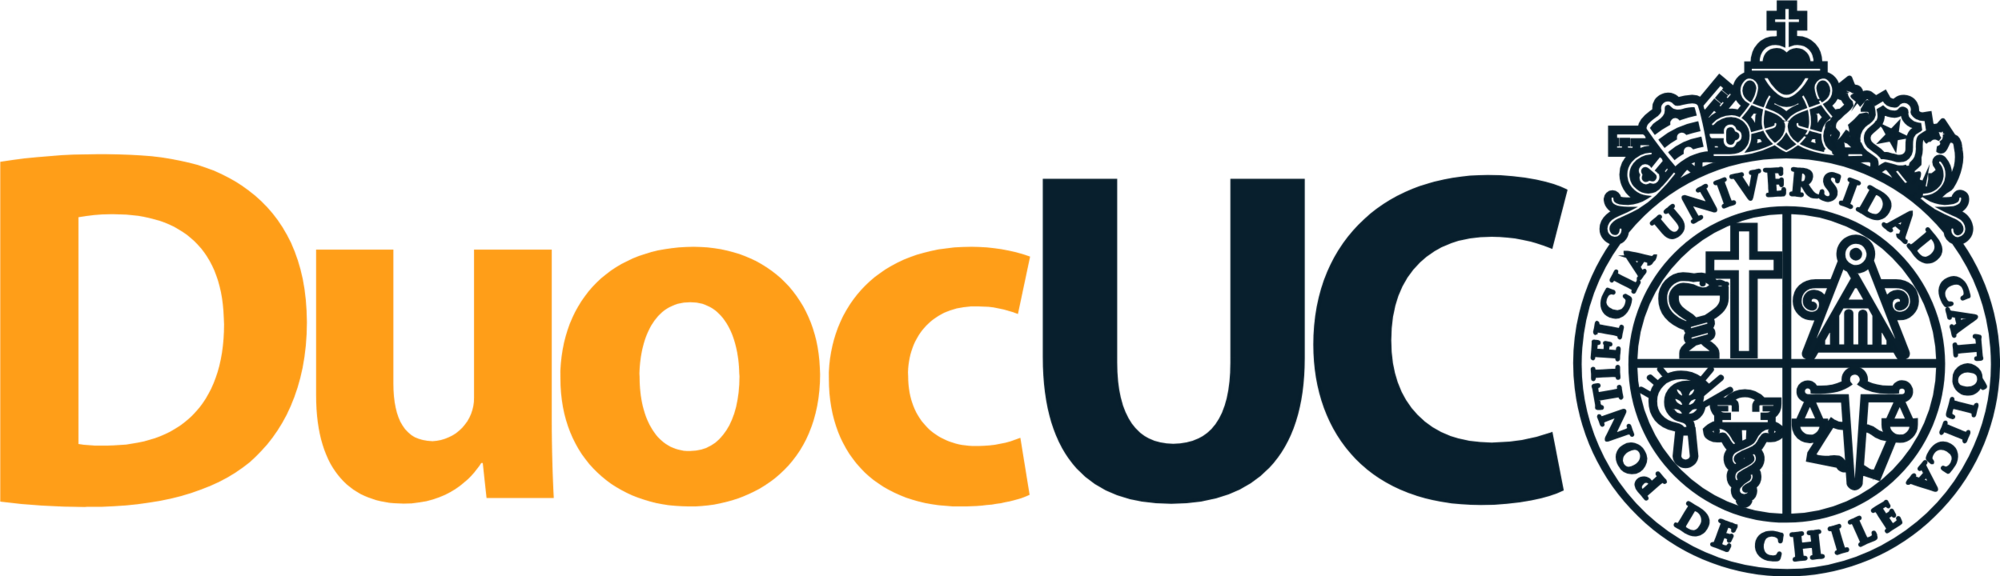 DuocUC
PONTIFICIA UNIVERSIDAD CATÓLICA
DE CHILE